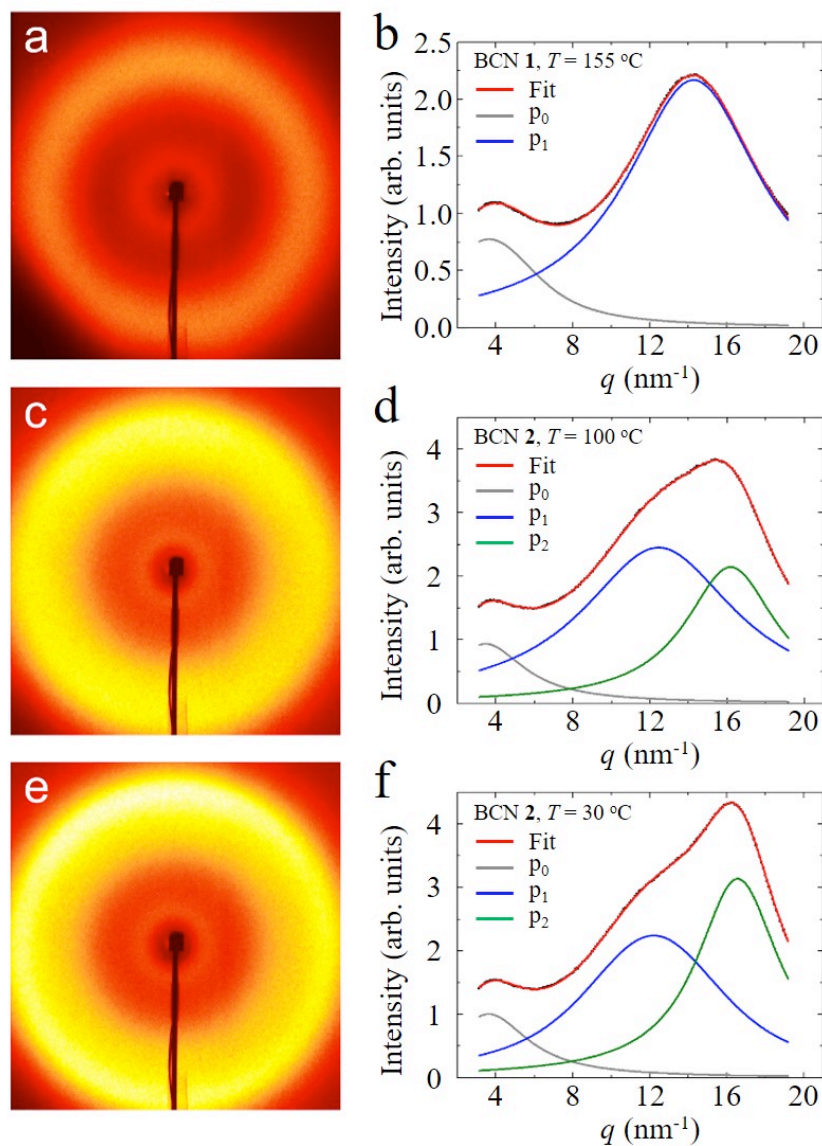 a
b
BCN 1, T = 155 °C
Fit
p₀
p₁
Intensity (arb. units)
2.5
2.0
1.5
1.0
0.5
0.0
4 8 12 16 20
q (nm⁻¹)
c
d
BCN 2, T = 100 °C
Fit
p₀
p₁
p₂
Intensity (arb. units)
4
3
2
1
0
4 8 12 16 20
q (nm⁻¹)
e
f
BCN 2, T = 30 °C
Fit
p₀
p₁
p₂
Intensity (arb. units)
4
3
2
1
0
4 8 12 16 20
q (nm⁻¹)